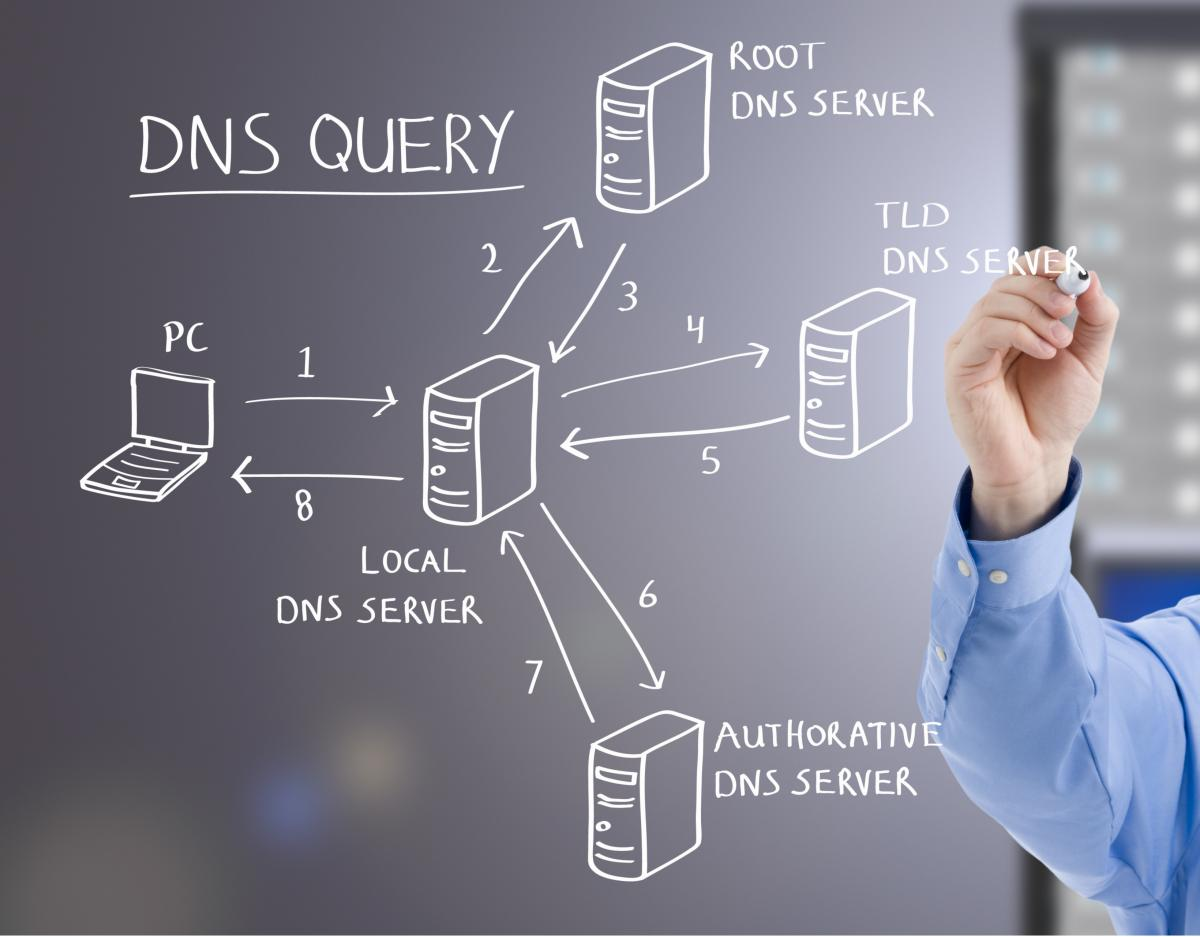 DNS QUERY
ROOT
DNS SERVER
TLD
DNS SERVER
2
3
4
PC
1
5
8
LOCAL
DNS SERVER
6
7
AUTHORATIVE
DNS SERVER